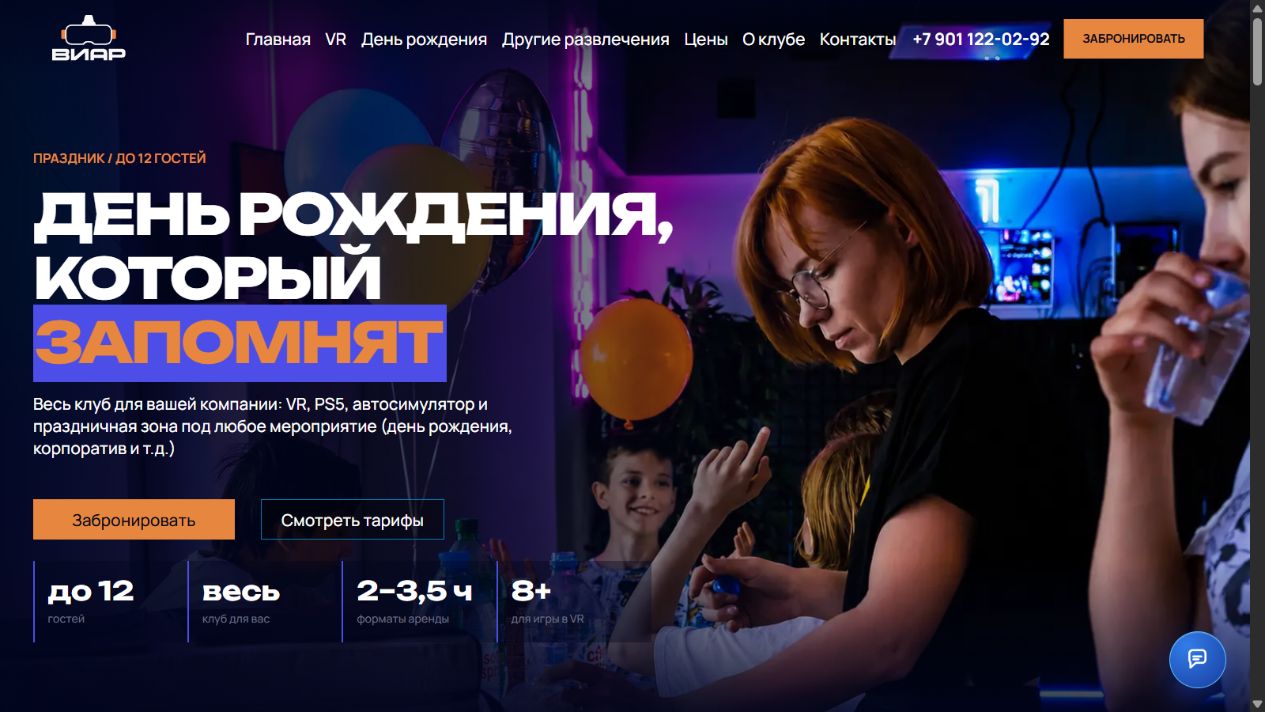 ВИАР
Главная VR День рождения Другие развлечения Цены О клубе Контакты +7 901 122-02-92 ЗАБРОНИРОВАТЬ
ПРАЗДНИК / ДО 12 ГОСТЕЙ
ДЕНЬ РОЖДЕНИЯ,
КОТОРЫЙ
ЗАПОМНЯТ
Весь клуб для вашей компании: VR, PS5, автосимулятор и
праздничная зона под любое мероприятие (день рождения,
корпоратив и т.д.)
Забронировать Смотреть тарифы
до 12 весь 2–3,5 ч 8+
гостей клуб для вас форматы аренды для игры в VR